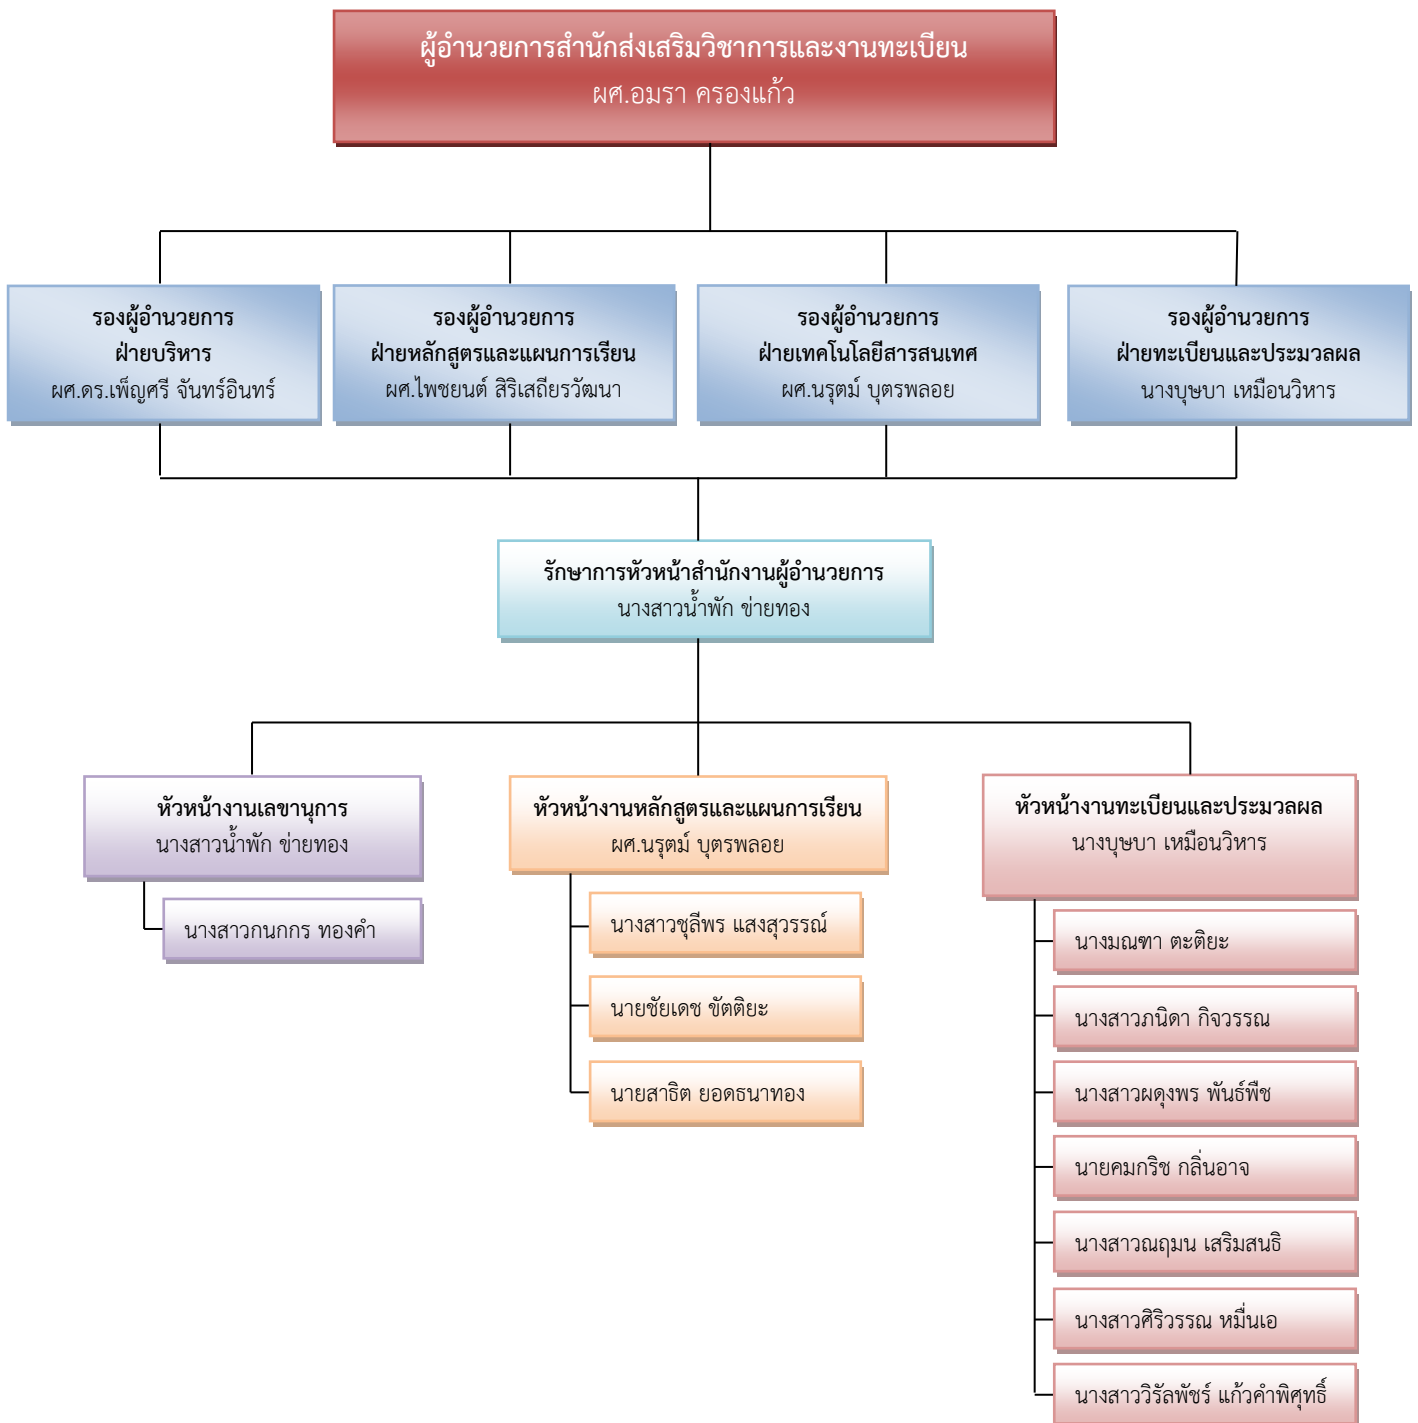 ผู้อำนวยการสำนักส่งเสริมวิชาการและงานทะเบียน
ผศ.อมรา ครองแก้ว
รองผู้อำนวยการ
ฝ่ายบริหาร
ผศ.ดร.เพ็ญศรี จันทร์อินทร์
รองผู้อำนวยการ
ฝ่ายหลักสูตรและแผนการเรียน
ผศ.ไพชยนต์ สิริเสถียรวัฒนา
รองผู้อำนวยการ
ฝ่ายเทคโนโลยีสารสนเทศ
ผศ.นรุตม์ บุตรพลอย
รองผู้อำนวยการ
ฝ่ายทะเบียนและประมวลผล
นางบุษบา เหมือนวิหาร
รักษาการหัวหน้าสำนักงานผู้อำนวยการ
นางสาวน้ำพัก ข่ายทอง
หัวหน้างานเลขานุการ
นางสาวน้ำพัก ข่ายทอง
นางสาวกนกกร ทองคำ
หัวหน้างานหลักสูตรและแผนการเรียน
ผศ.นรุตม์ บุตรพลอย
นางสาวชุลีพร แสงสุวรรณ์
นายชัยเดช ขัตติยะ
นายสาธิต ยอดธนาทอง
หัวหน้างานทะเบียนและประมวลผล
นางบุษบา เหมือนวิหาร
นางมณฑา ตะติยะ
นางสาวภนิดา กิจวรรณ
นางสาวผดุงพร พันธ์พืช
นายคมกริช กลิ่นอาจ
นางสาวณฤมน เสริมสนธิ
นางสาวศิริวรรณ หมื่นเอ
นางสาววิรัลพัชร์ แก้วคำพิศุทธิ์